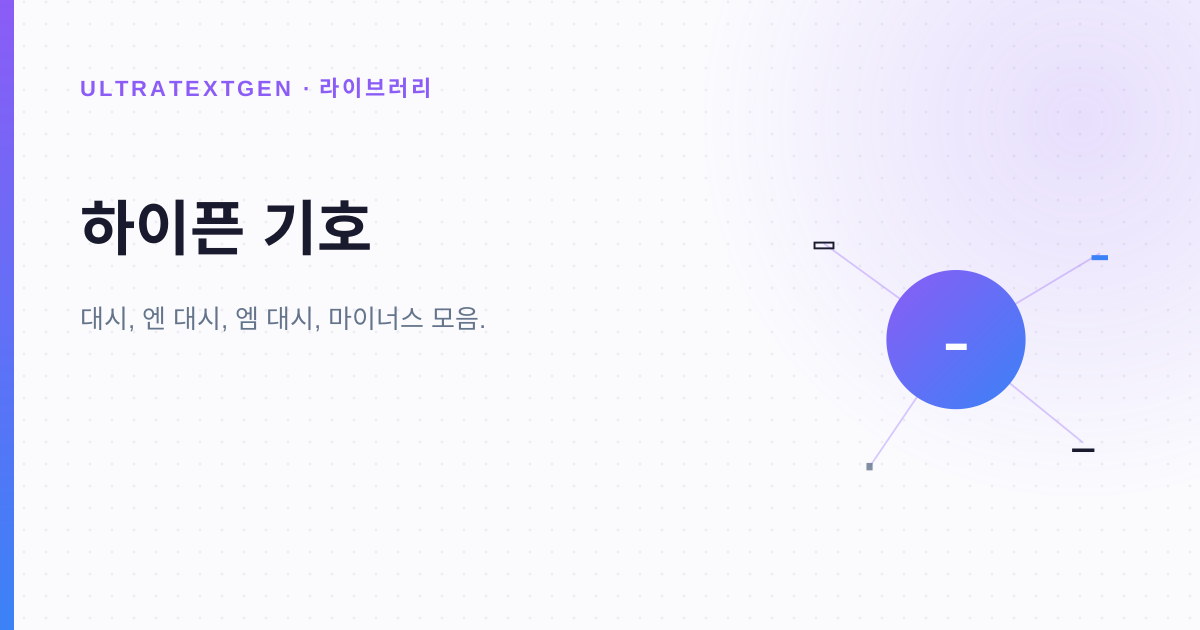 ULTRATEXTGEN · 라이브러리
하이픈 기호
대시, 엔 대시, 엠 대시, 마이너스 모음.
-